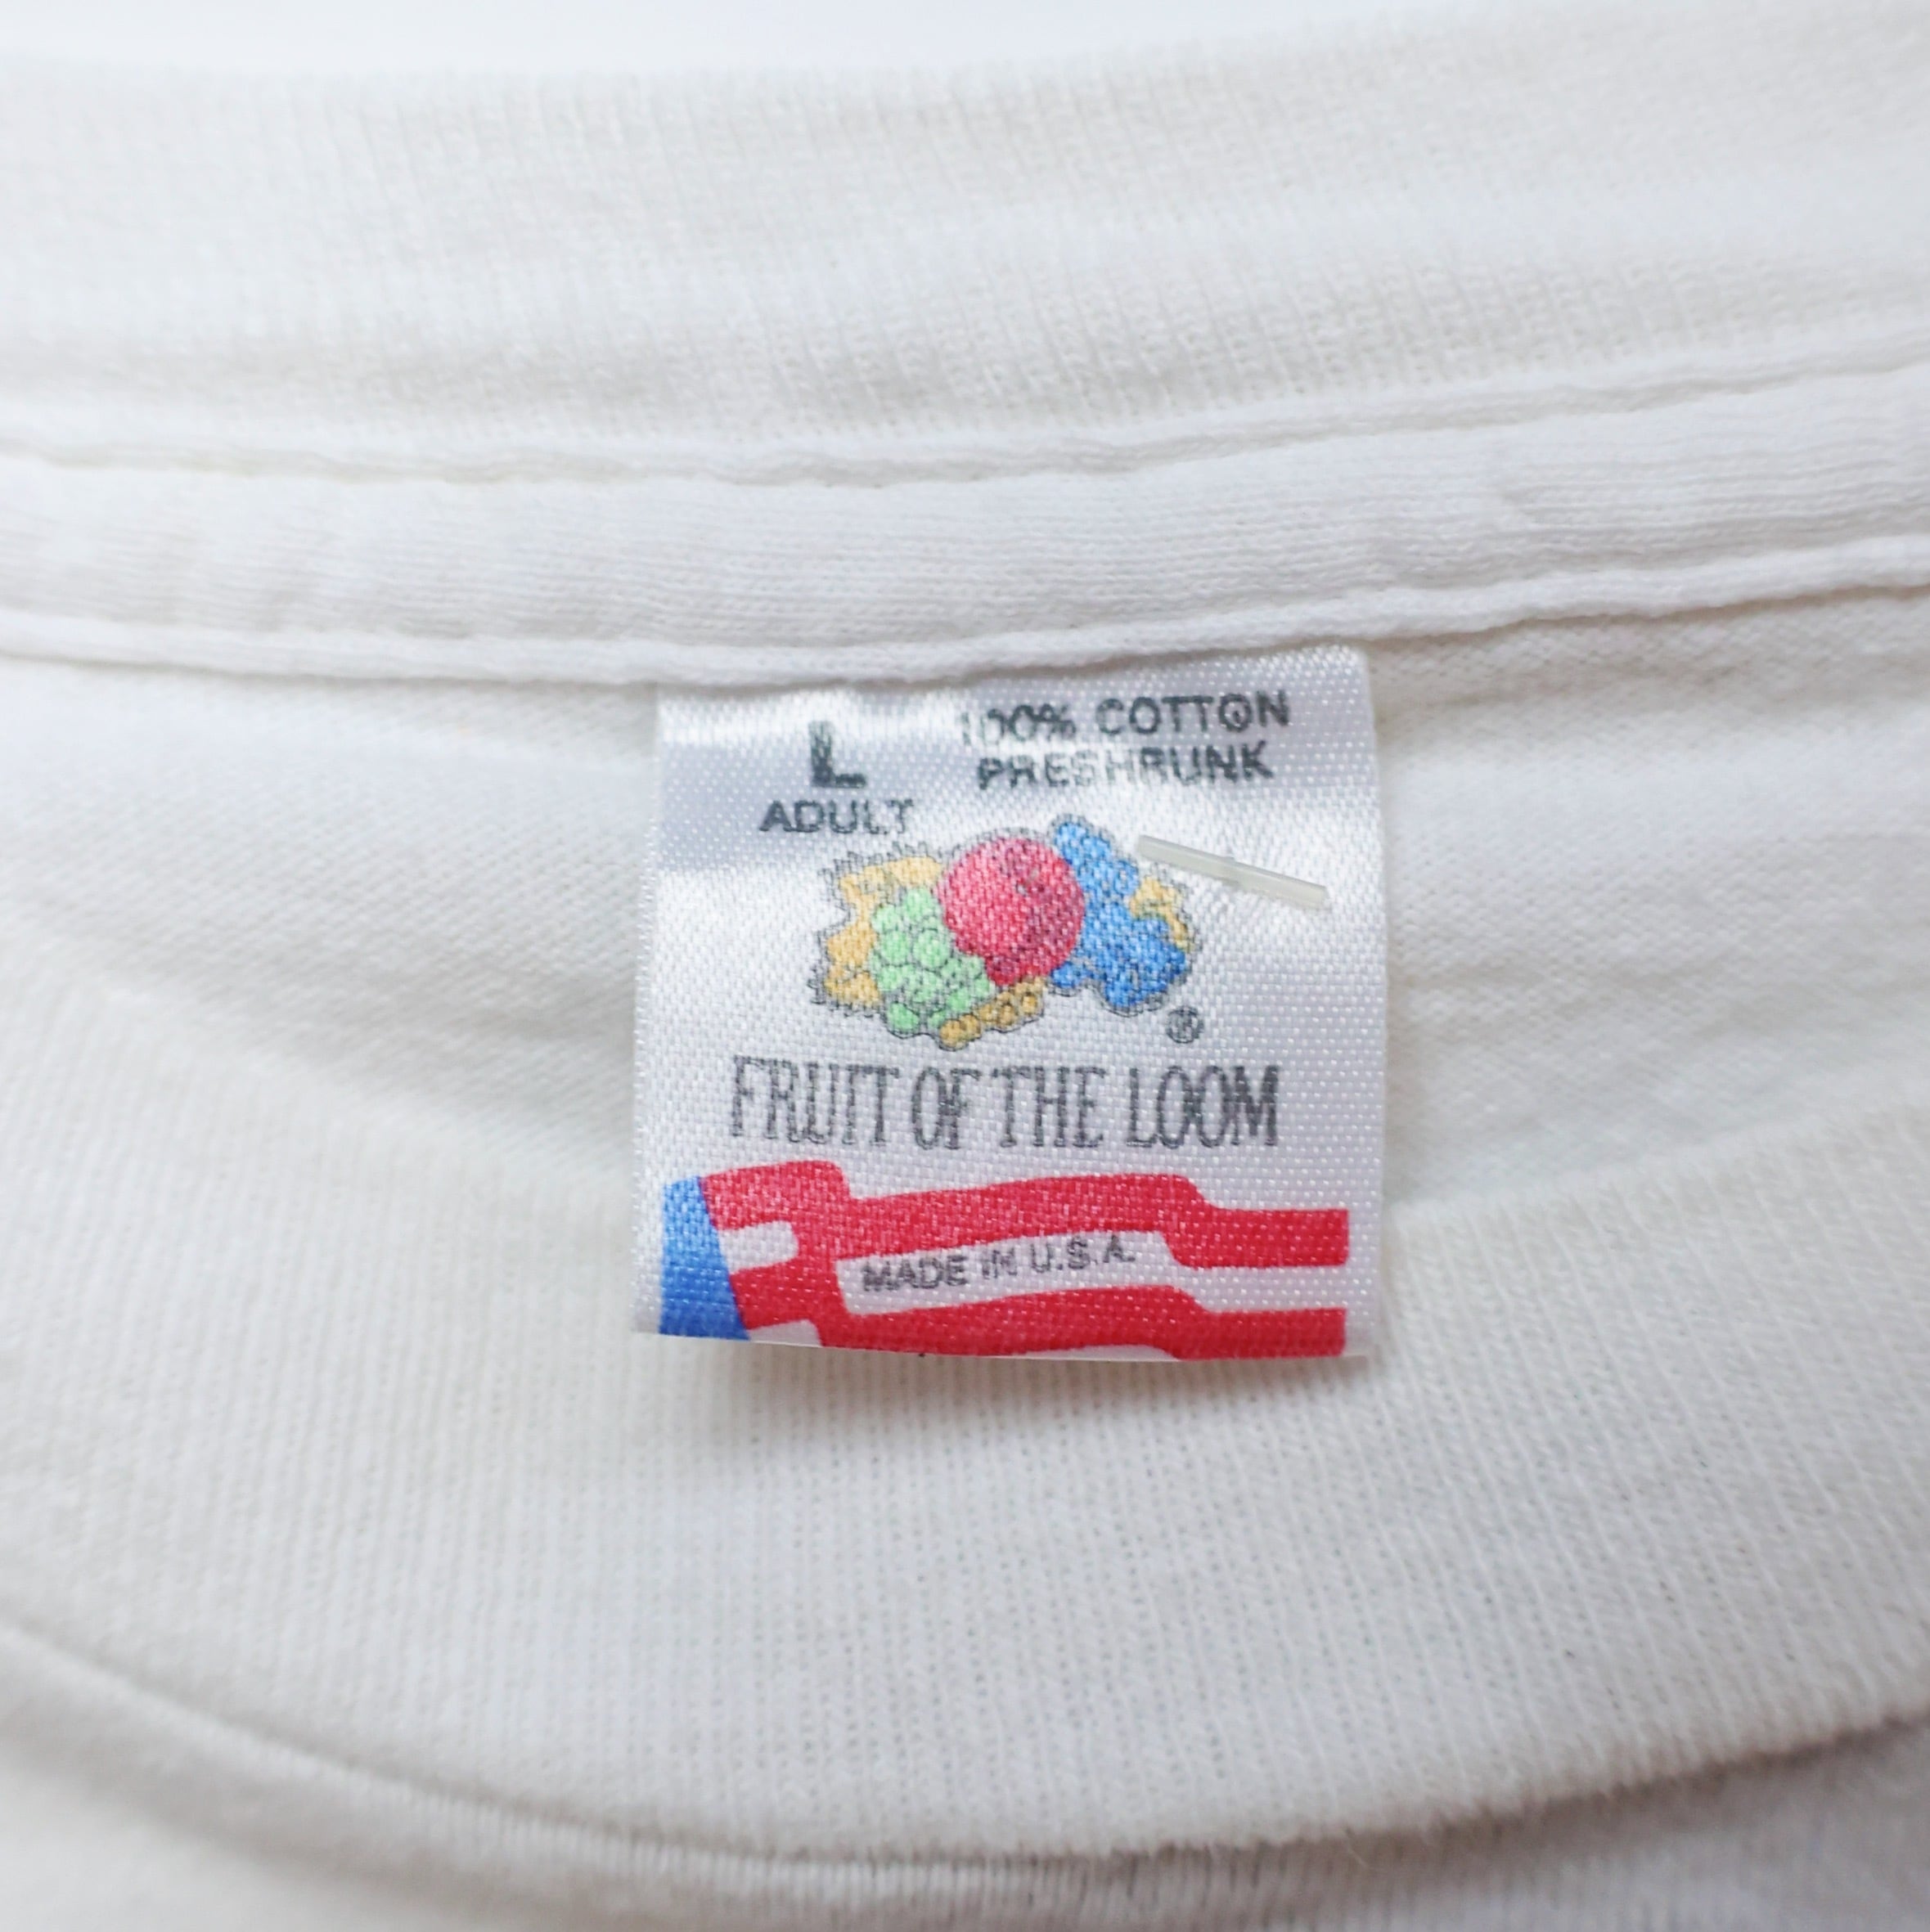 L
ADULT
100% COTTON
PRESHRUNK
®
FRUIT OF THE LOOM
MADE IN U.S.A.